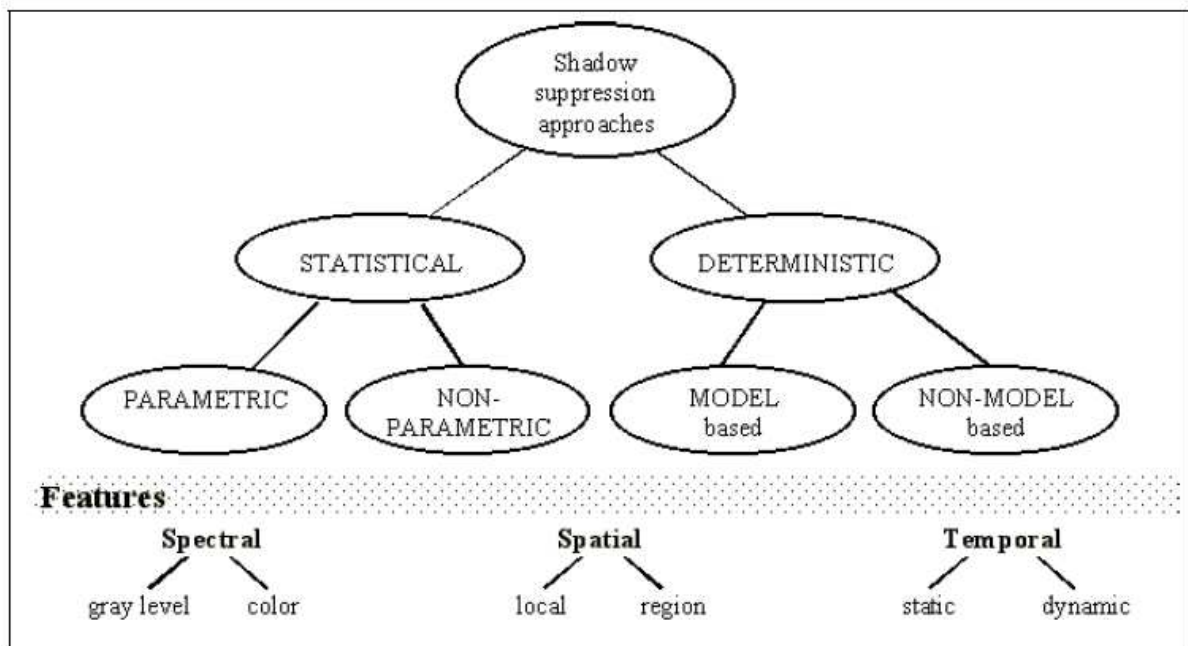 Shadow
suppression
approaches
STATISTICAL
DETERMINISTIC
PARAMETRIC
NON-
PARAMETRIC
MODEL
based
NON-MODEL
based
Features
Spectral
Spatial
Temporal
gray level
color
local
region
static
dynamic